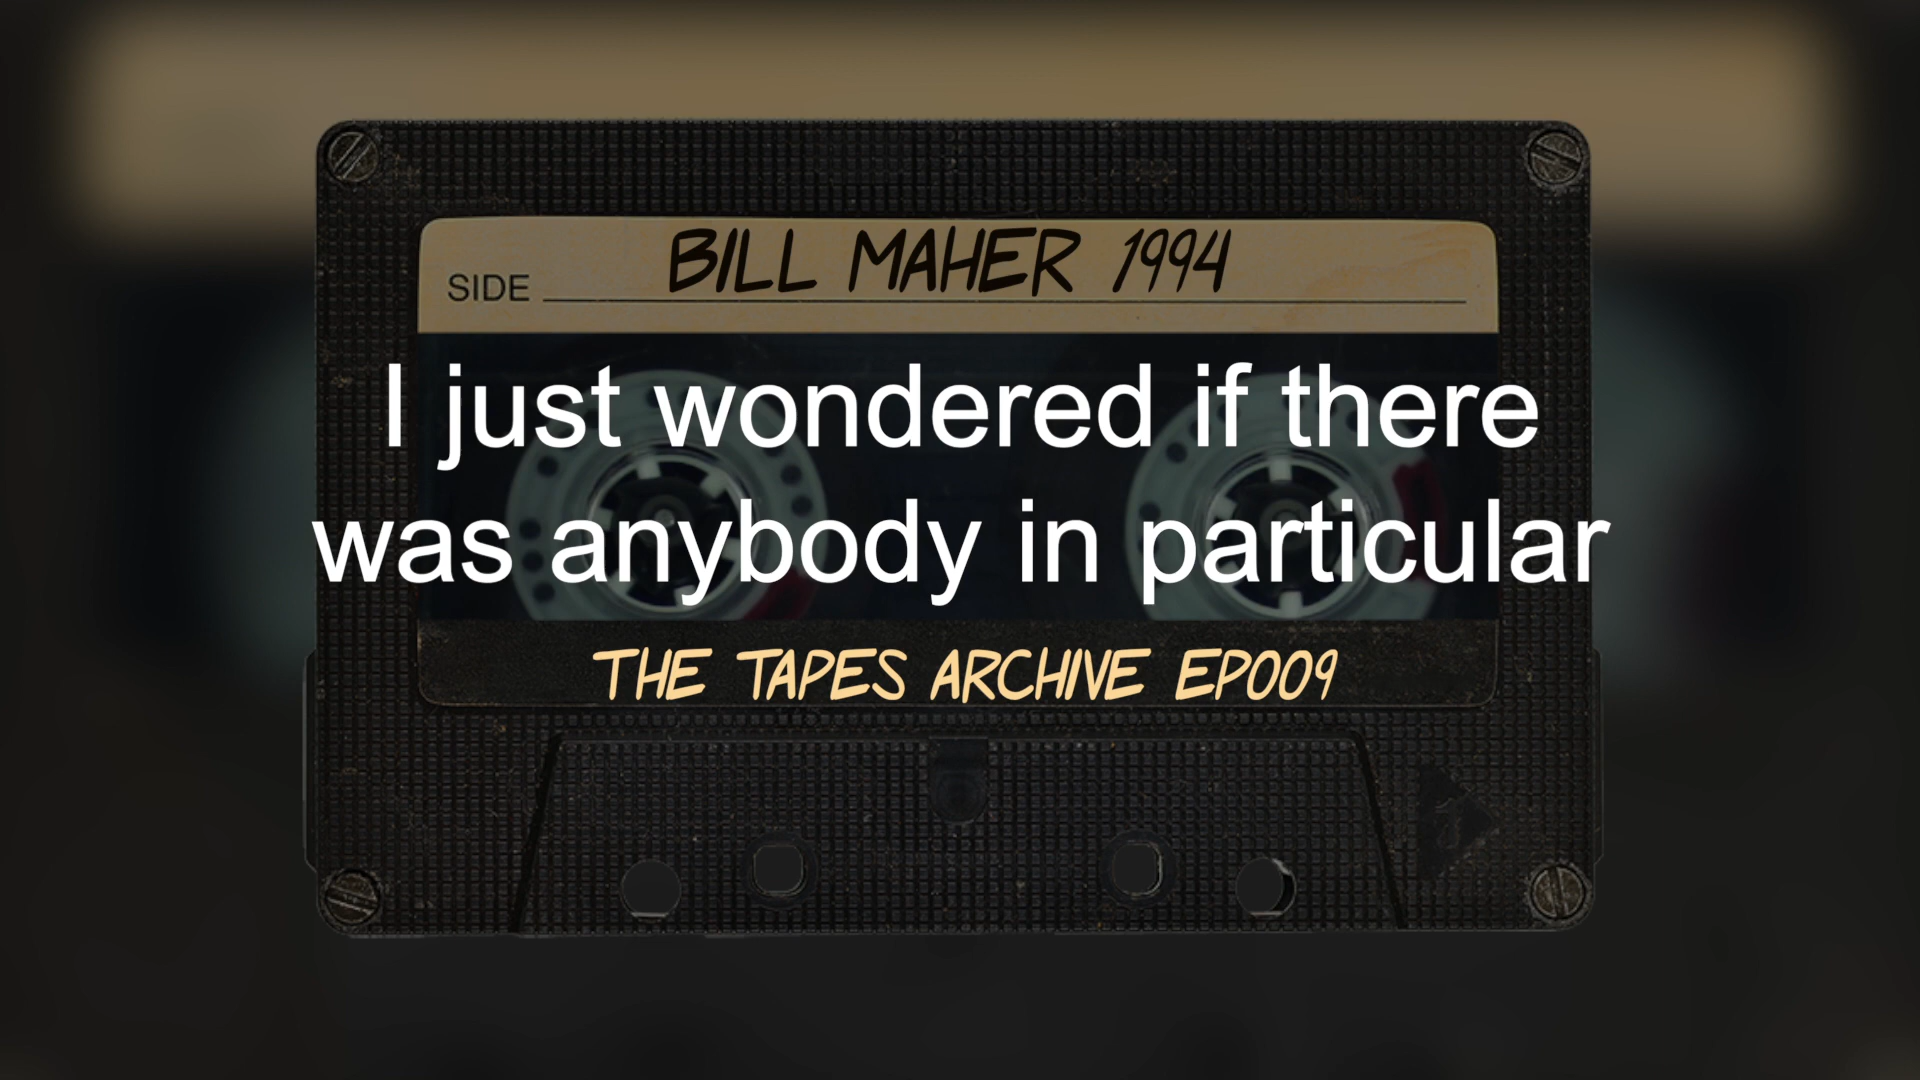 BILL MAHER 1994
SIDE
I just wondered if there
was anybody in particular
THE TAPES ARCHIVE EP009